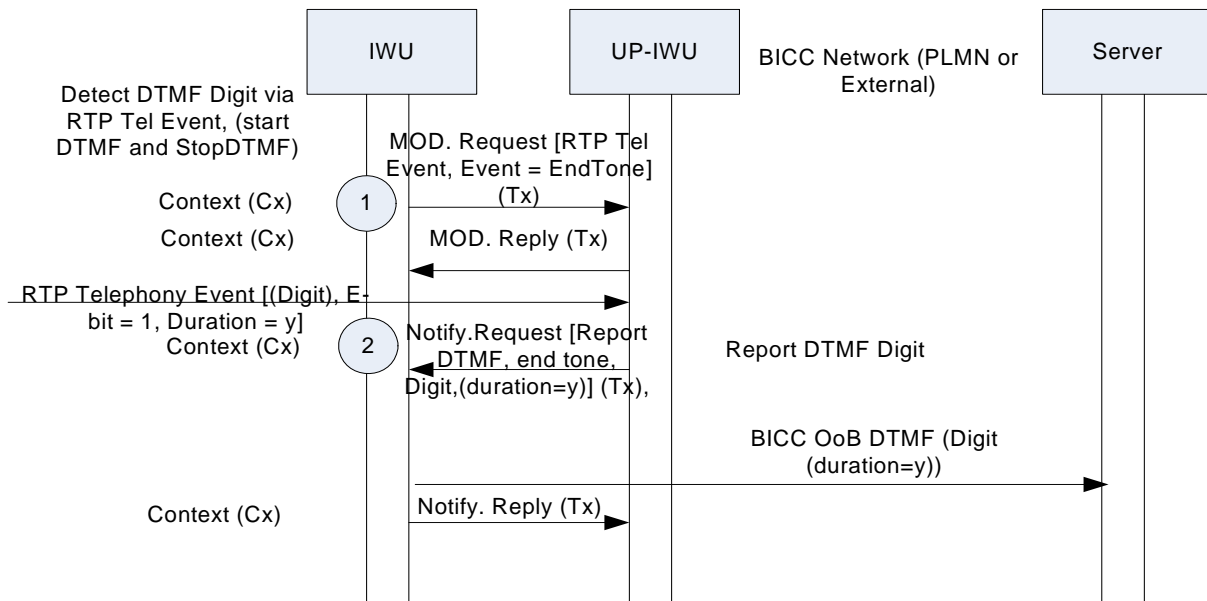 IWU
UP-IWU
BICC Network (PLMN or
External)
Server
Detect DTMF Digit via
RTP Tel Event, (start
DTMF and StopDTMF)
MOD. Request [RTP Tel
Event, Event = EndTone]
(Tx)
Context (Cx)
1
Context (Cx)
MOD. Reply (Tx)
RTP Telephony Event [(Digit), E-
bit = 1, Duration = y]
Context (Cx)
2
Notify.Request [Report
DTMF, end tone,
Digit,(duration=y)] (Tx),
Report DTMF Digit
BICC OoB DTMF (Digit
(duration=y))
Context (Cx)
Notify. Reply (Tx)